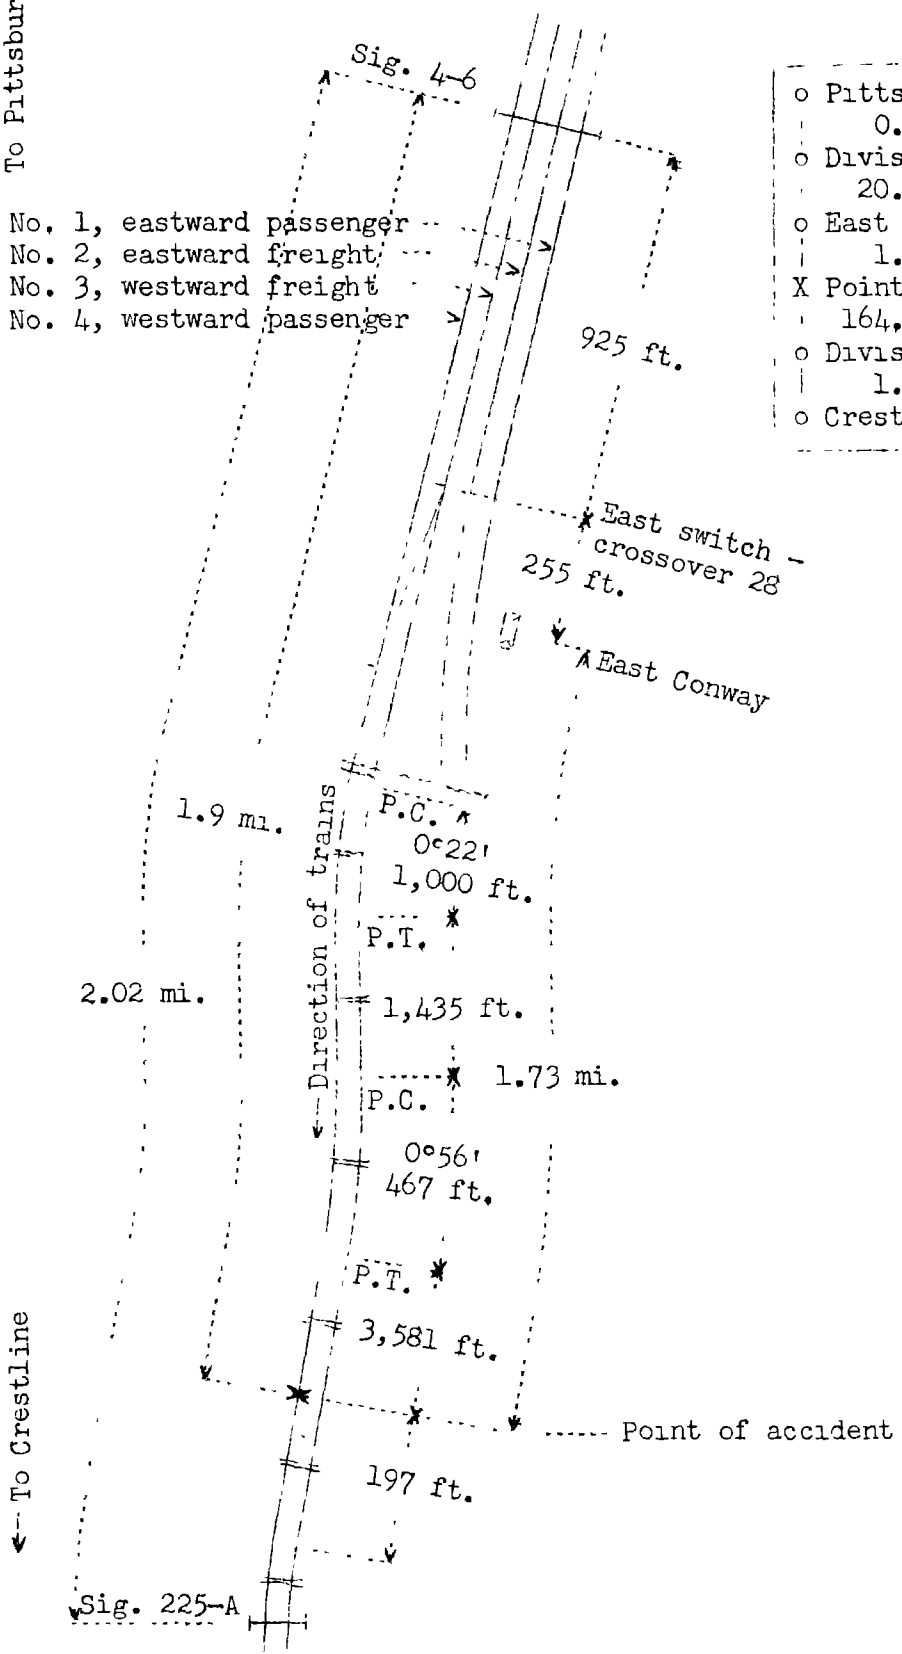 To Pittsbur
Sig. 4-6
o Pitts
0.
o Divis
20.
o East
1.
X Point
164.
o Divis
1.
o Crest
No. 1, eastward passenger
No. 2, eastward freight
No. 3, westward freight
No. 4, westward passenger
925 ft.
East switch -
crossover 28
255 ft.
East Conway
1.9 mi.
P.C.
0°22'
1,000 ft.
P.T.
Direction of trains
2.02 mi.
1,435 ft.
1.73 mi.
P.C.
0°56'
467 ft.
P.T.
3,581 ft.
To Crestline
Point of accident
197 ft.
Sig. 225-A